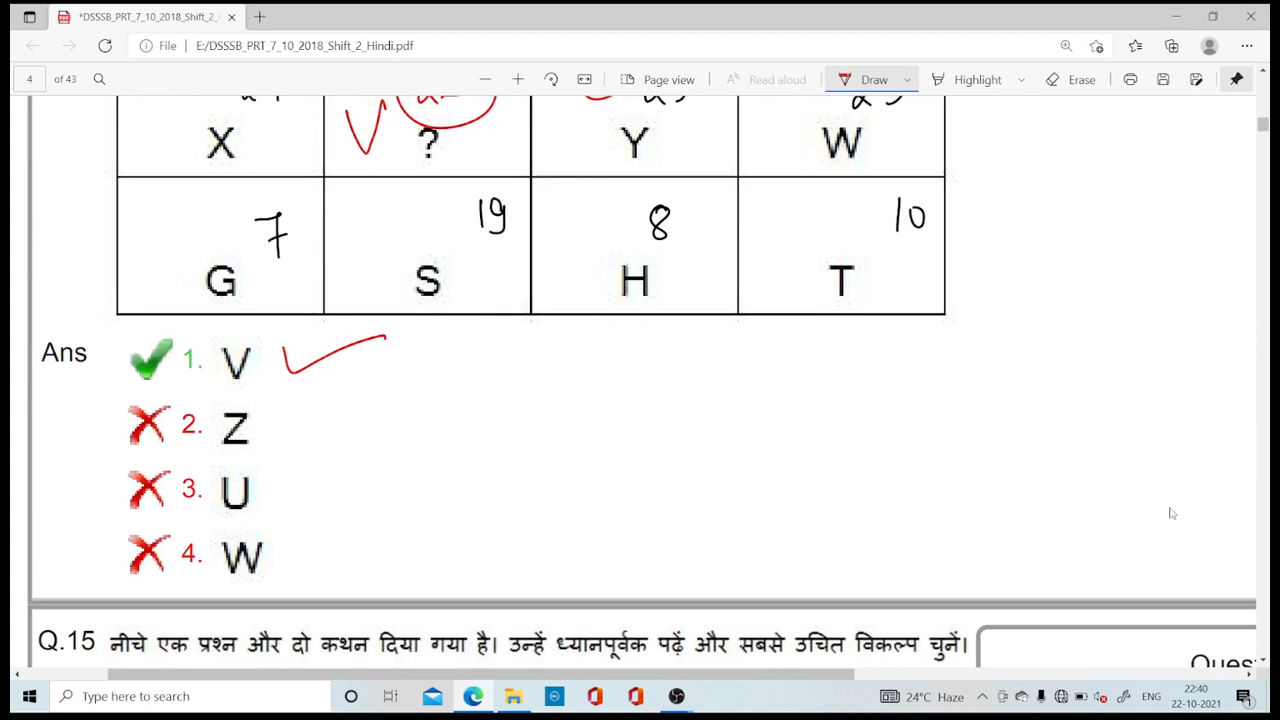 *DSSSB_PRT_7_10_2018_Shift_2_
File E:/DSSSB_PRT_7_10_2018_Shift_2_Hindi.pdf
4 of 43 Page view Read aloud Draw Highlight Erase
X ? Y W
7 19 8 10
G S H T
Ans 1. V
2. Z
3. U
4. W
Q.15 नीचे एक प्रश्न और दो कथन दिया गया है। उन्हें ध्यानपूर्वक पढ़ें और सबसे उचित विकल्प चुनें।
Type here to search 24°C Haze ENG 22:40
22-10-2021